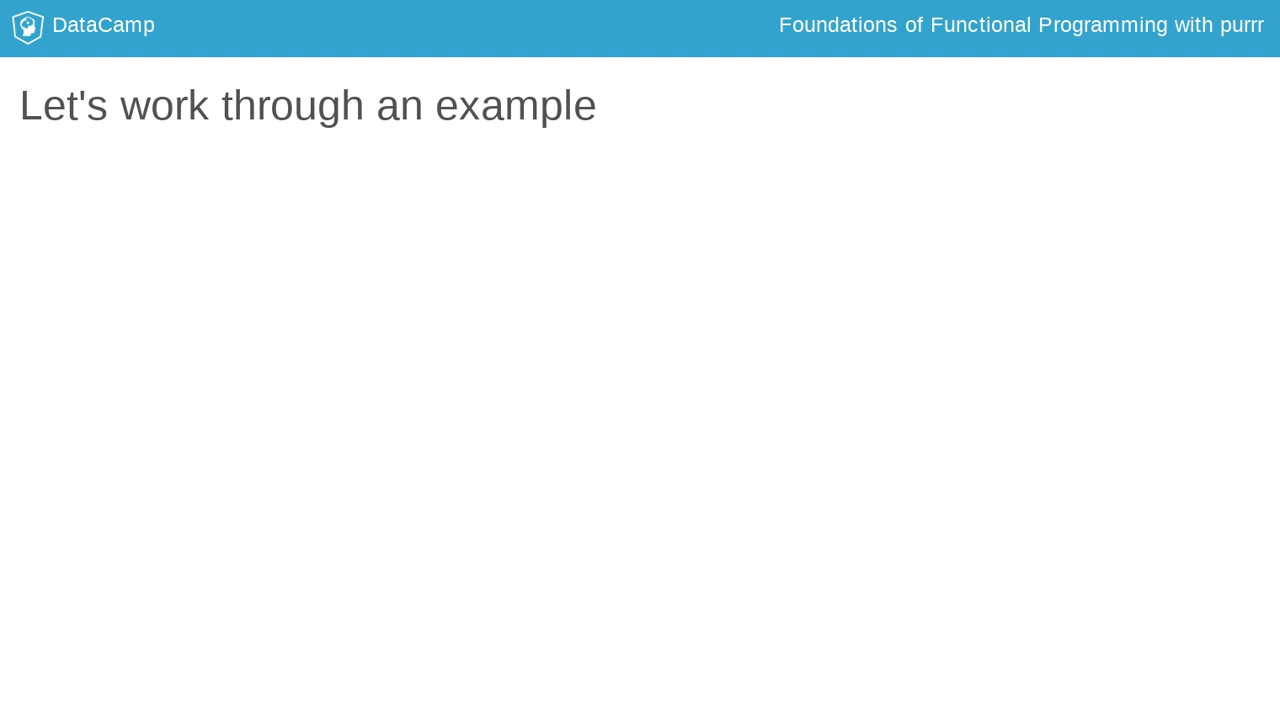 DataCamp
Foundations of Functional Programming with purrr
Let's work through an example